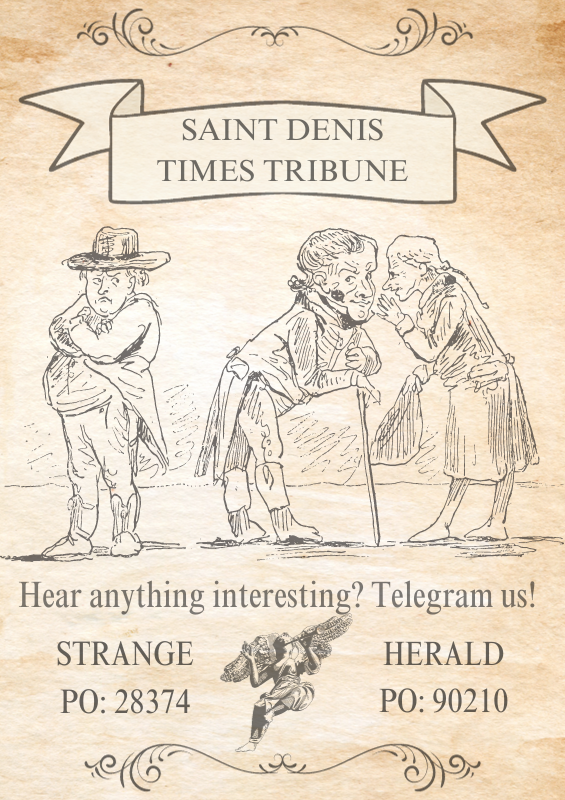 SAINT DENIS
TIMES TRIBUNE
Hear anything interesting? Telegram us!
STRANGE
PO: 28374
HERALD
PO: 90210